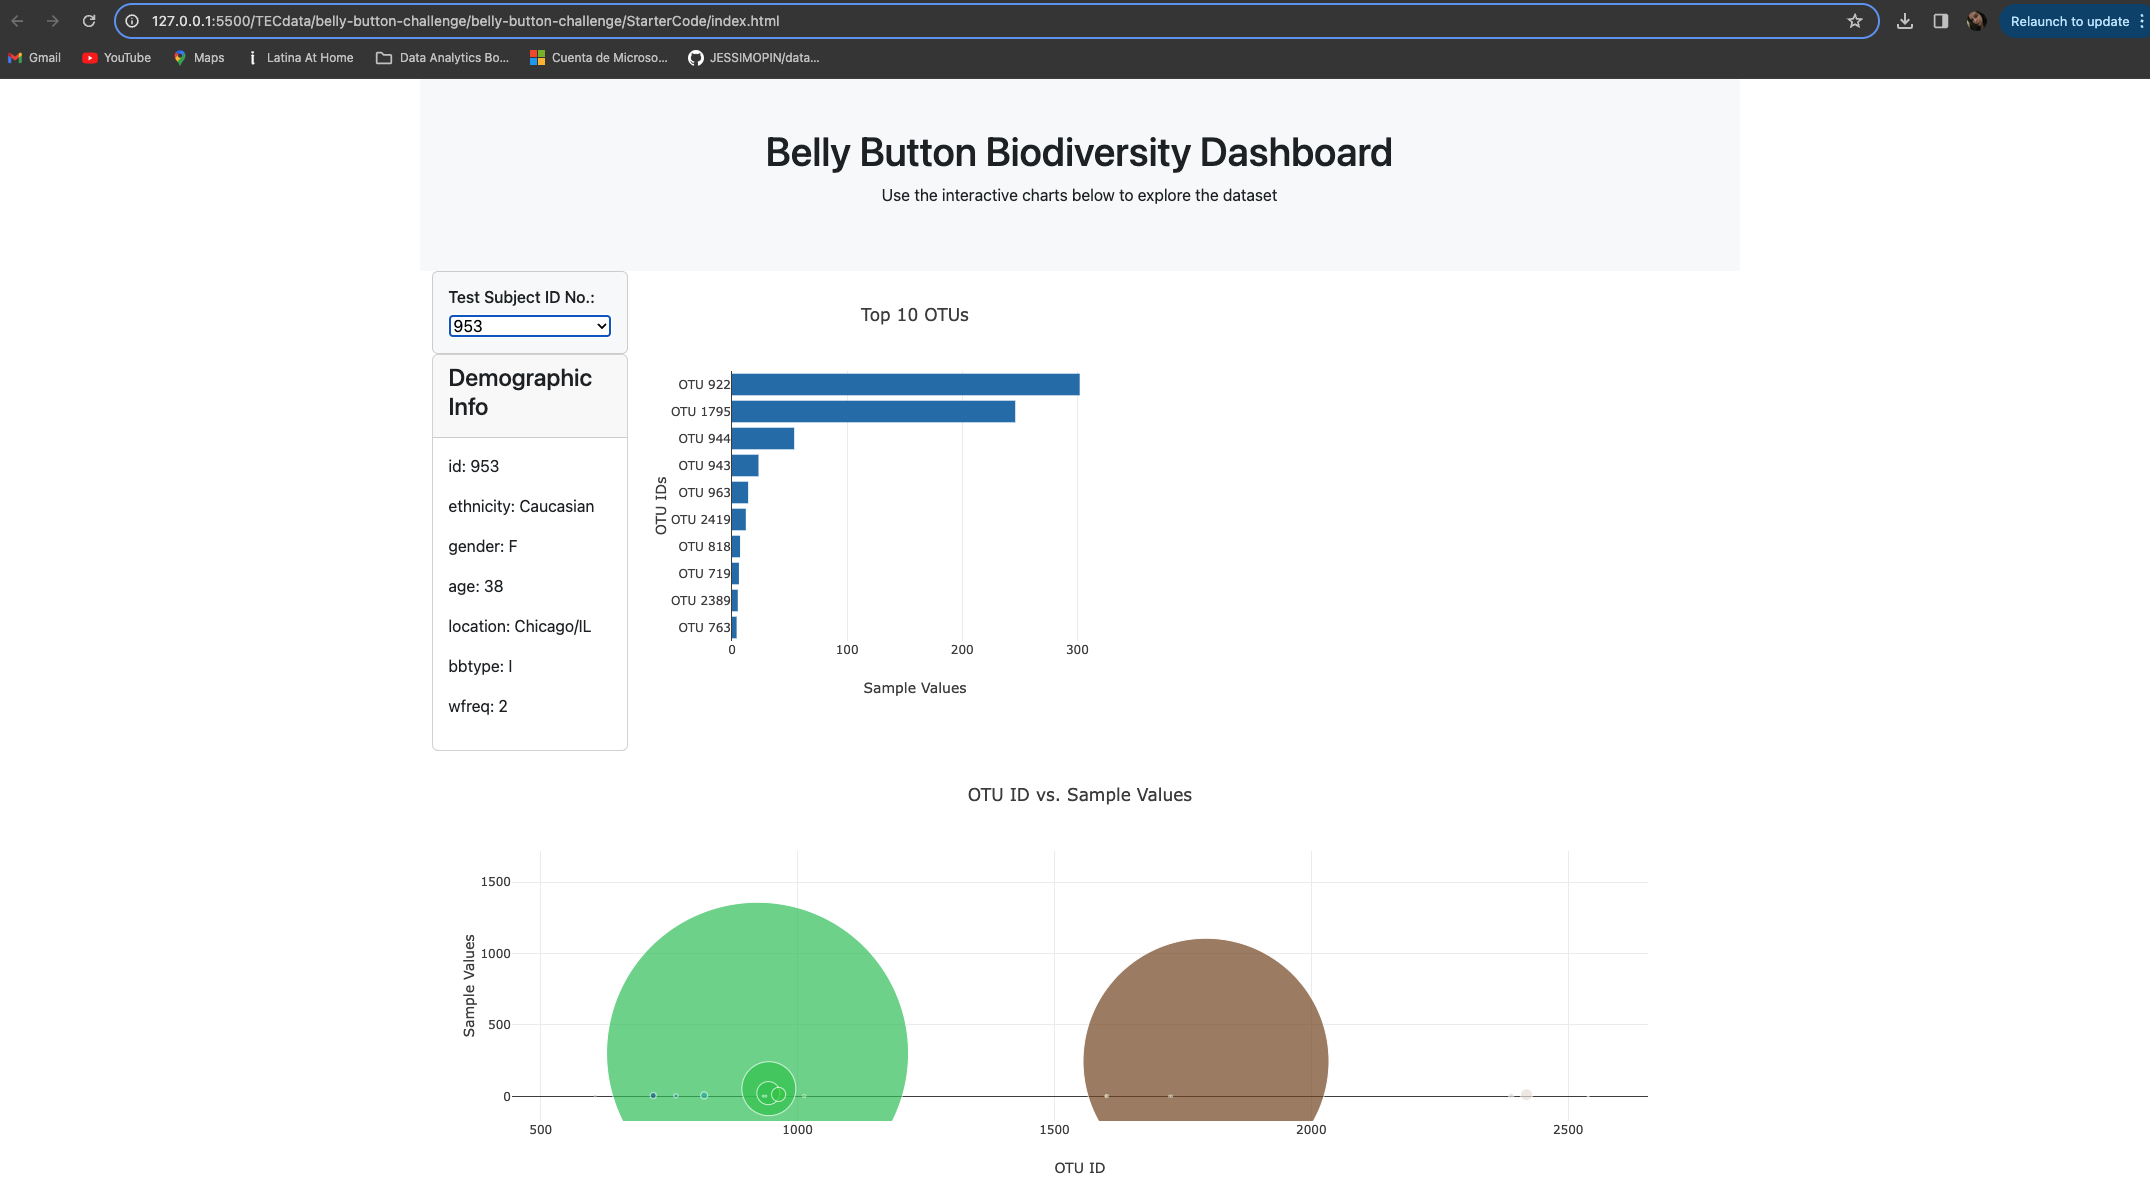 127.0.0.1:5500/TECdata/belly-button-challenge/belly-button-challenge/StarterCode/index.html
Relaunch to update
Gmail YouTube Maps Latina At Home Data Analytics Bo... Cuenta de Microso... JESSIMOPIN/data...
Belly Button Biodiversity Dashboard
Use the interactive charts below to explore the dataset
Test Subject ID No.:
953
Demographic
Info
id: 953
ethnicity: Caucasian
gender: F
age: 38
location: Chicago/IL
bbtype: I
wfreq: 2
Top 10 OTUs
OTU IDs
OTU 922
OTU 1795
OTU 944
OTU 943
OTU 963
OTU 2419
OTU 818
OTU 719
OTU 2389
OTU 763
0 100 200 300
Sample Values
OTU ID vs. Sample Values
Sample Values
1500
1000
500
0
500 1000 1500 2000 2500
OTU ID